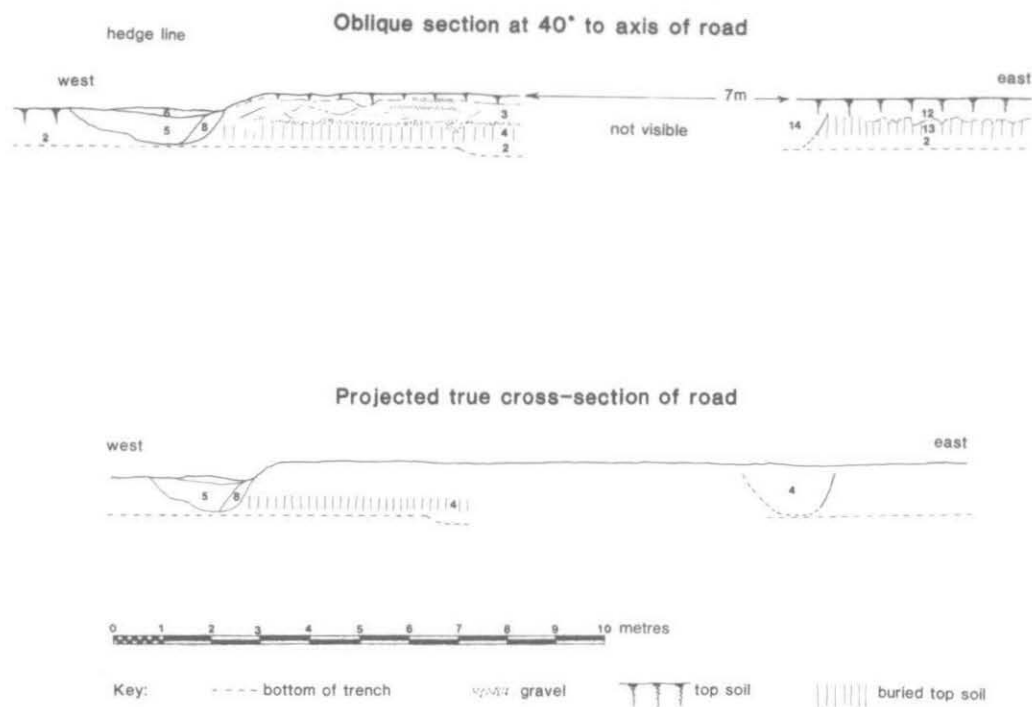 Oblique section at 40° to axis of road
hedge line
west
east
7m
not visible
6
5
8
2
3
4
2
14
12
13
2
Projected true cross-section of road
west
east
5
8
4
4
0 1 2 3 4 5 6 7 8 9 10 metres
Key: bottom of trench gravel top soil buried top soil